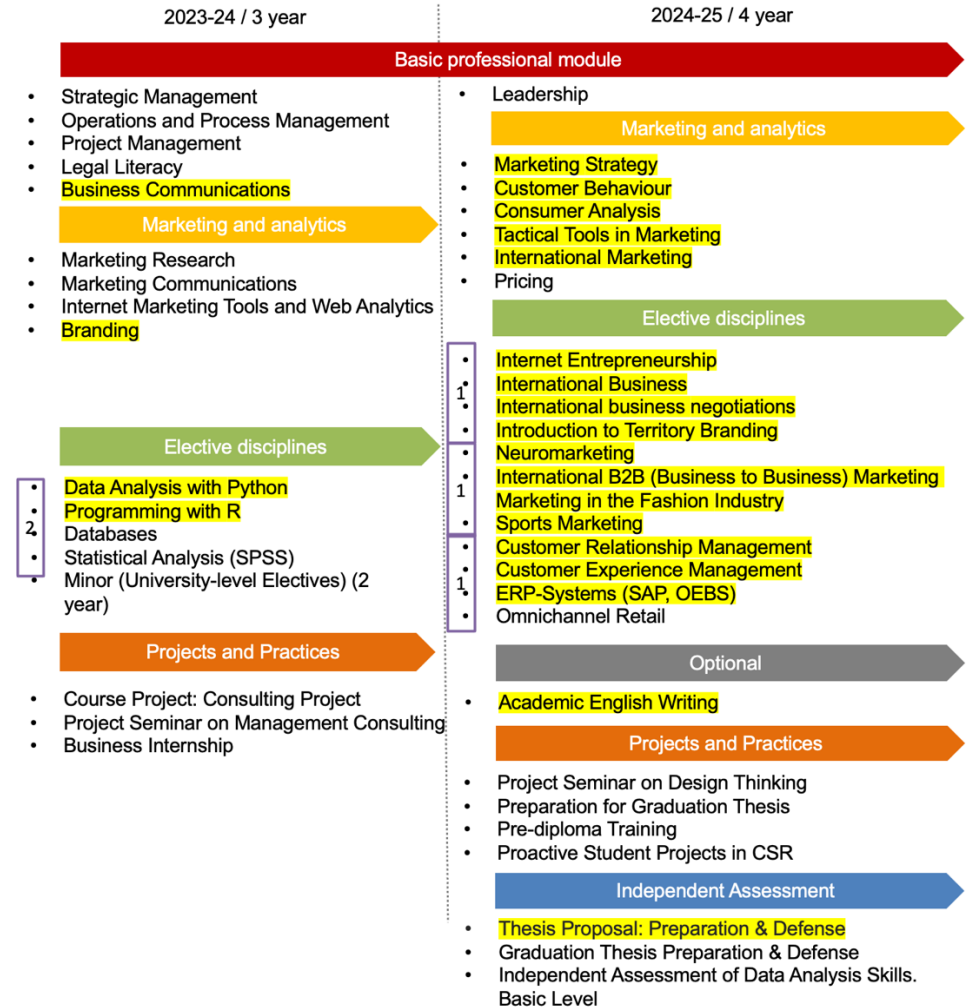 2023-24 / 3 year
2024-25 / 4 year
Basic professional module
• Strategic Management
• Operations and Process Management
• Project Management
• Legal Literacy
• Business Communications
Marketing and analytics
• Marketing Research
• Marketing Communications
• Internet Marketing Tools and Web Analytics
• Branding
Elective disciplines
2
• Data Analysis with Python
• Programming with R
• Databases
• Statistical Analysis (SPSS)
• Minor (University-level Electives) (2
year)
Projects and Practices
• Course Project: Consulting Project
• Project Seminar on Management Consulting
• Business Internship
• Leadership
Marketing and analytics
• Marketing Strategy
• Customer Behaviour
• Consumer Analysis
• Tactical Tools in Marketing
• International Marketing
• Pricing
Elective disciplines
1
• Internet Entrepreneurship
• International Business
• International business negotiations
• Introduction to Territory Branding
1
• Neuromarketing
• International B2B (Business to Business) Marketing
• Marketing in the Fashion Industry
• Sports Marketing
1
• Customer Relationship Management
• Customer Experience Management
• ERP-Systems (SAP, OEBS)
• Omnichannel Retail
Optional
• Academic English Writing
Projects and Practices
• Project Seminar on Design Thinking
• Preparation for Graduation Thesis
• Pre-diploma Training
• Proactive Student Projects in CSR
Independent Assessment
• Thesis Proposal: Preparation & Defense
• Graduation Thesis Preparation & Defense
• Independent Assessment of Data Analysis Skills.
Basic Level